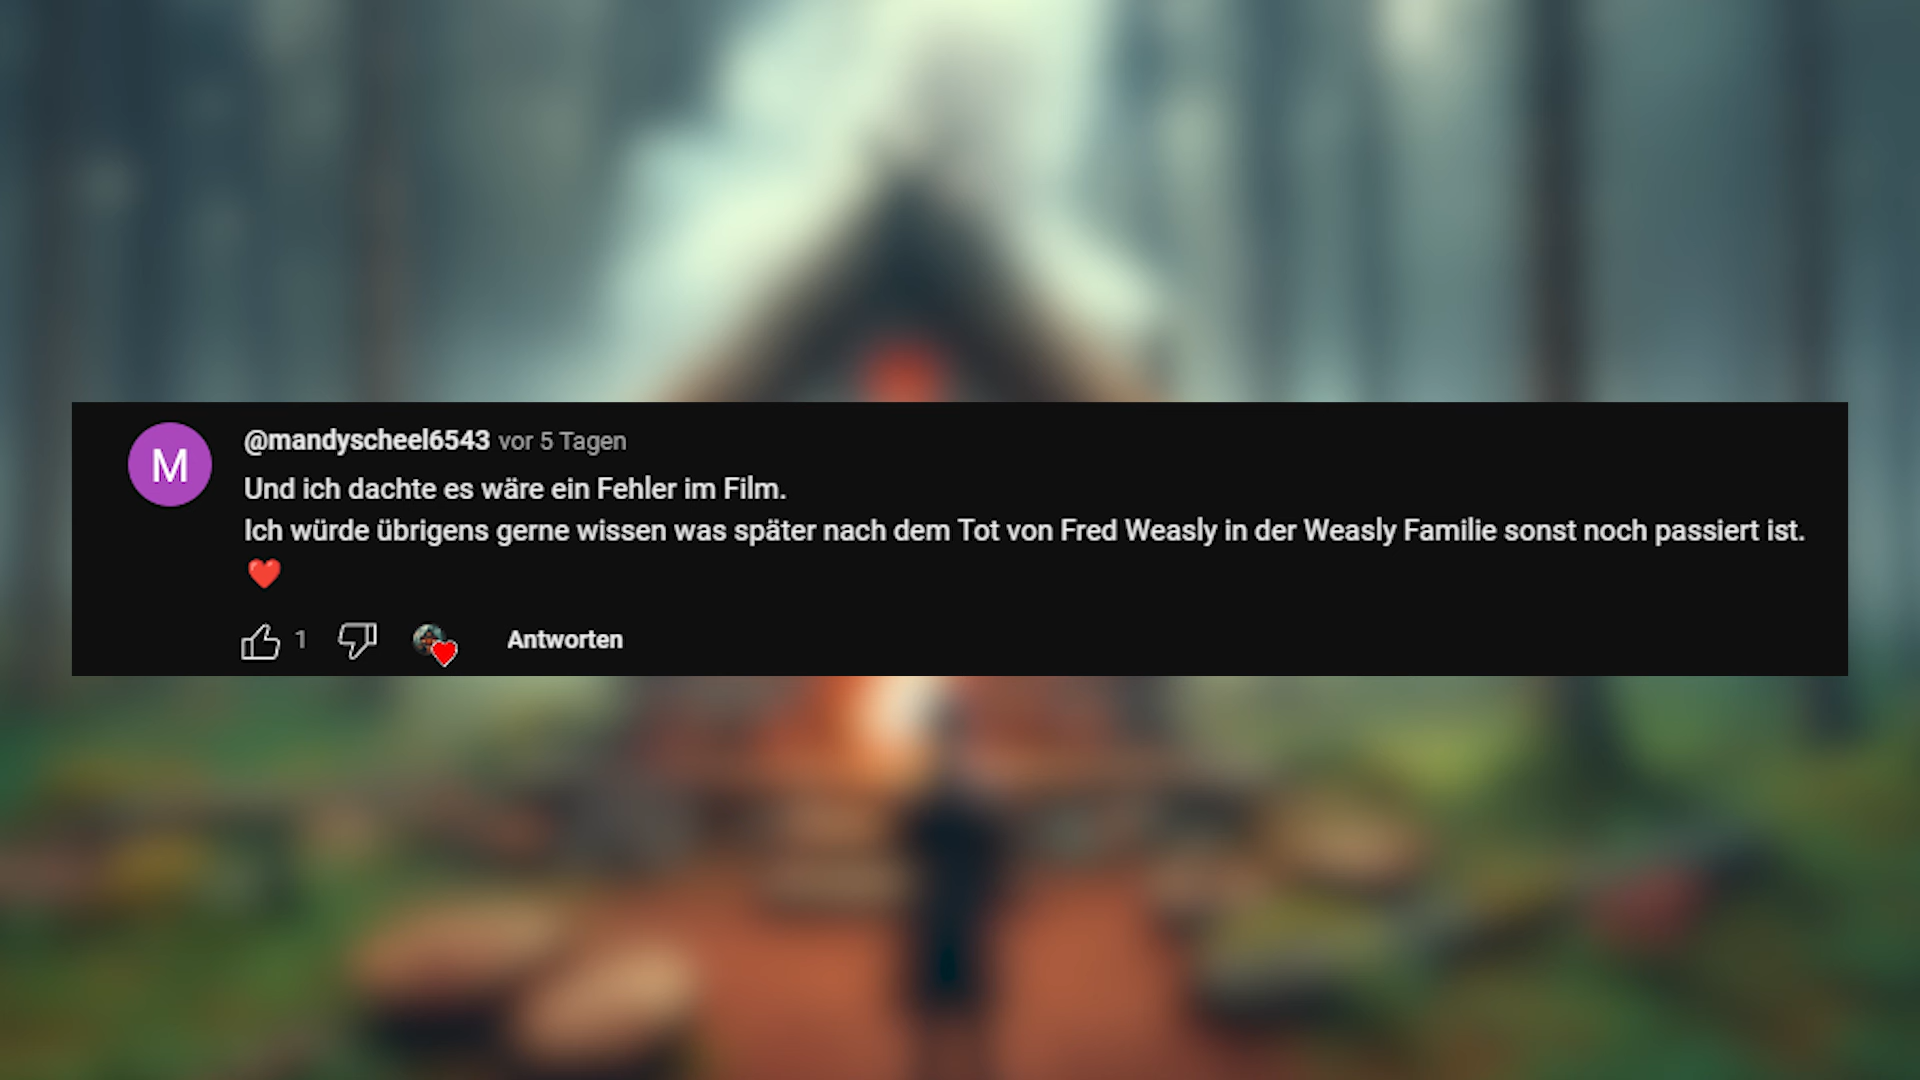 M
@mandyscheel6543 vor 5 Tagen
Und ich dachte es wäre ein Fehler im Film.
Ich würde übrigens gerne wissen was später nach dem Tot von Fred Weasly in der Weasly Familie sonst noch passiert ist.
❤️
1 Antworten